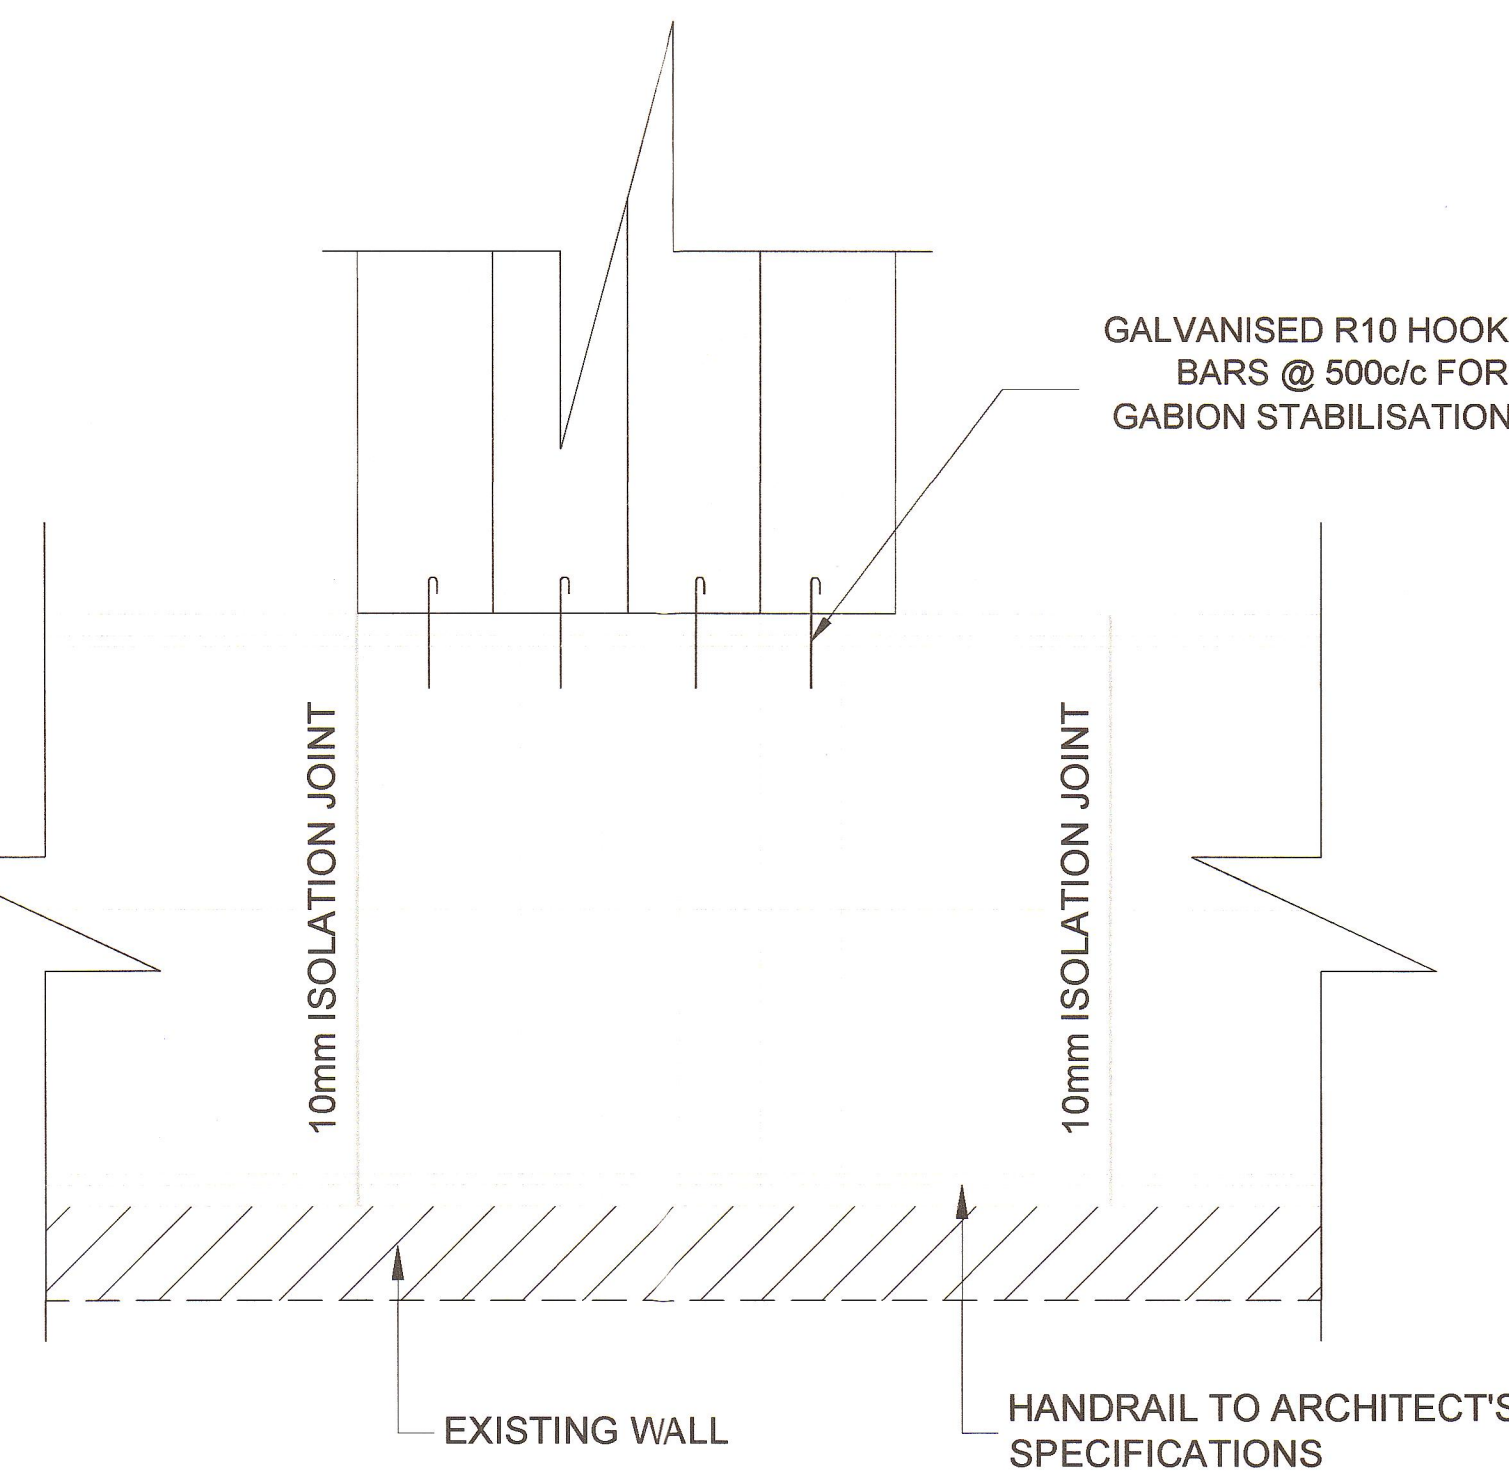 GALVANISED R10 HOOK
BARS @ 500c/c FOR
GABION STABILISATION
10mm ISOLATION JOINT
10mm ISOLATION JOINT
EXISTING WALL
HANDRAIL TO ARCHITECT'S
SPECIFICATIONS